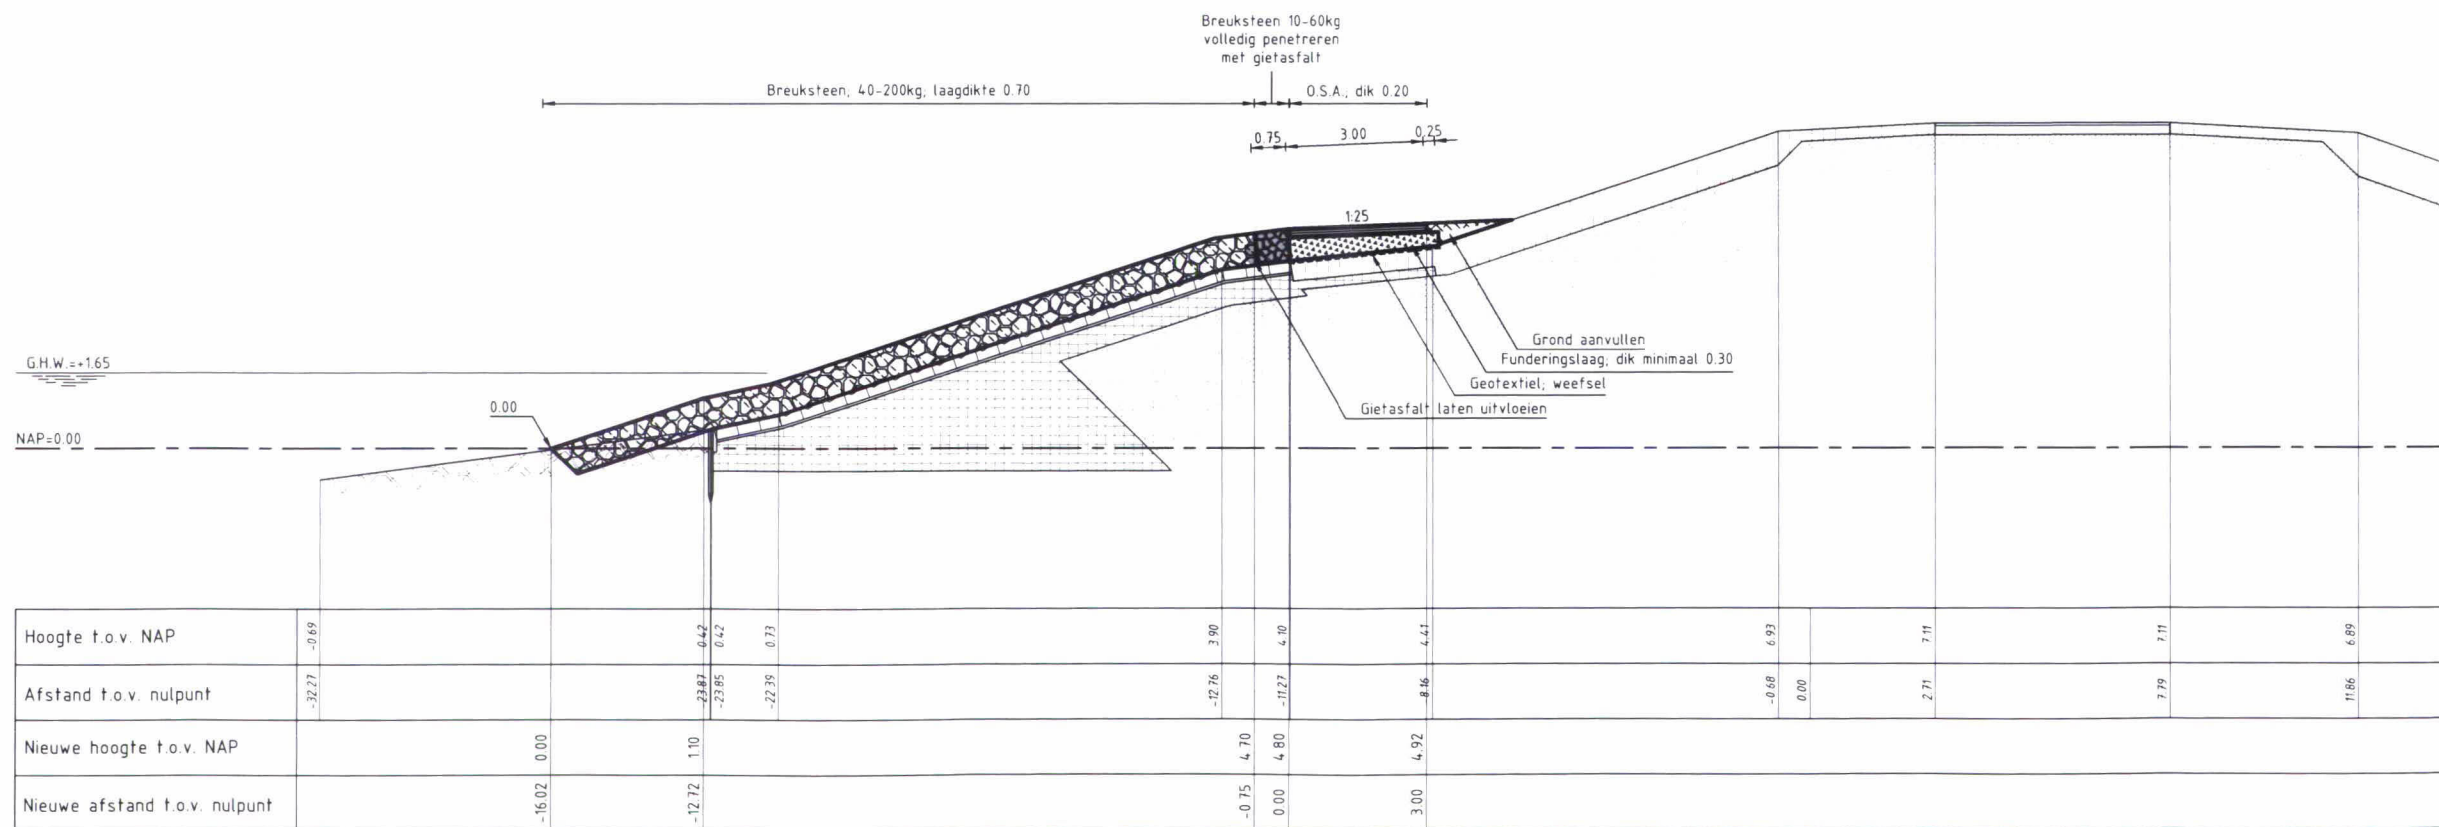 Breuksteen 10-60kg
volledig penetreren
met gietasfalt
Breuksteen; 40-200kg; laagdikte 0.70
O.S.A.; dik 0.20
0.75 3.00 0.25
1:25
G.H.W.=+1.65
0.00
NAP=0.00
Grond aanvullen
Funderingslaag; dik minimaal 0.30
Geotextiel; weefsel
Gietasfalt laten uitvloeien
Hoogte t.o.v. NAP -0.69 0.42 0.42 0.73 3.90 4.10 4.41 6.93 7.11 7.11 6.89
Afstand t.o.v. nulpunt -32.27 -23.87 -23.85 -22.39 -12.76 -11.27 -8.16 -0.68 0.00 2.71 7.79 11.86
Nieuwe hoogte t.o.v. NAP 0.00 1.10 4.70 4.80 4.92
Nieuwe afstand t.o.v. nulpunt -16.02 -12.72 -0.75 0.00 3.00